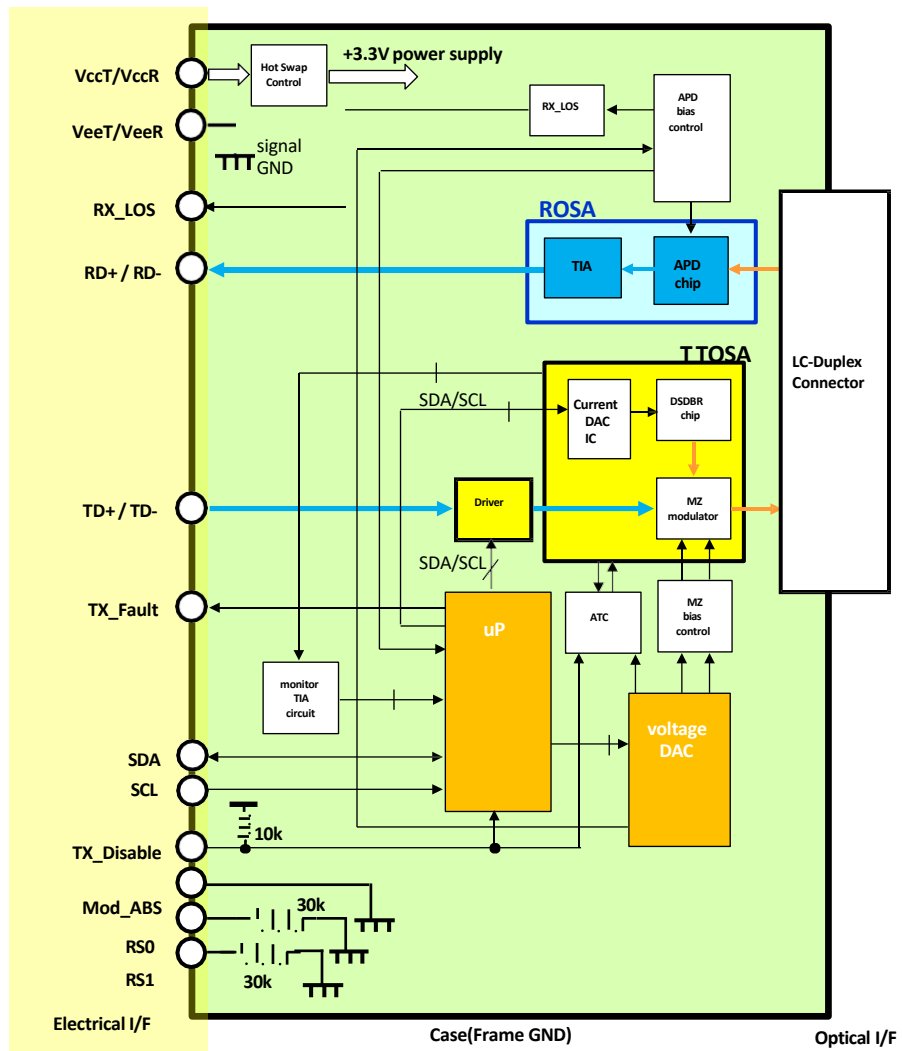 +3.3V power supply
VccT/VccR
Hot Swap
Control
RX_LOS
APD
bias
control
VeeT/VeeR
signal
GND
RX_LOS
ROSA
RD+ / RD-
TIA
APD
chip
LC-Duplex
Connector
T TOSA
SDA/SCL
Current
DAC
IC
DSDBR
chip
TD+ / TD-
Driver
MZ
modulator
SDA/SCL
TX_Fault
uP
ATC
MZ
bias
control
monitor
TIA
circuit
voltage
DAC
SDA
SCL
10k
TX_Disable
Mod_ABS
30k
RS0
RS1
30k
Electrical I/F
Case(Frame GND)
Optical I/F